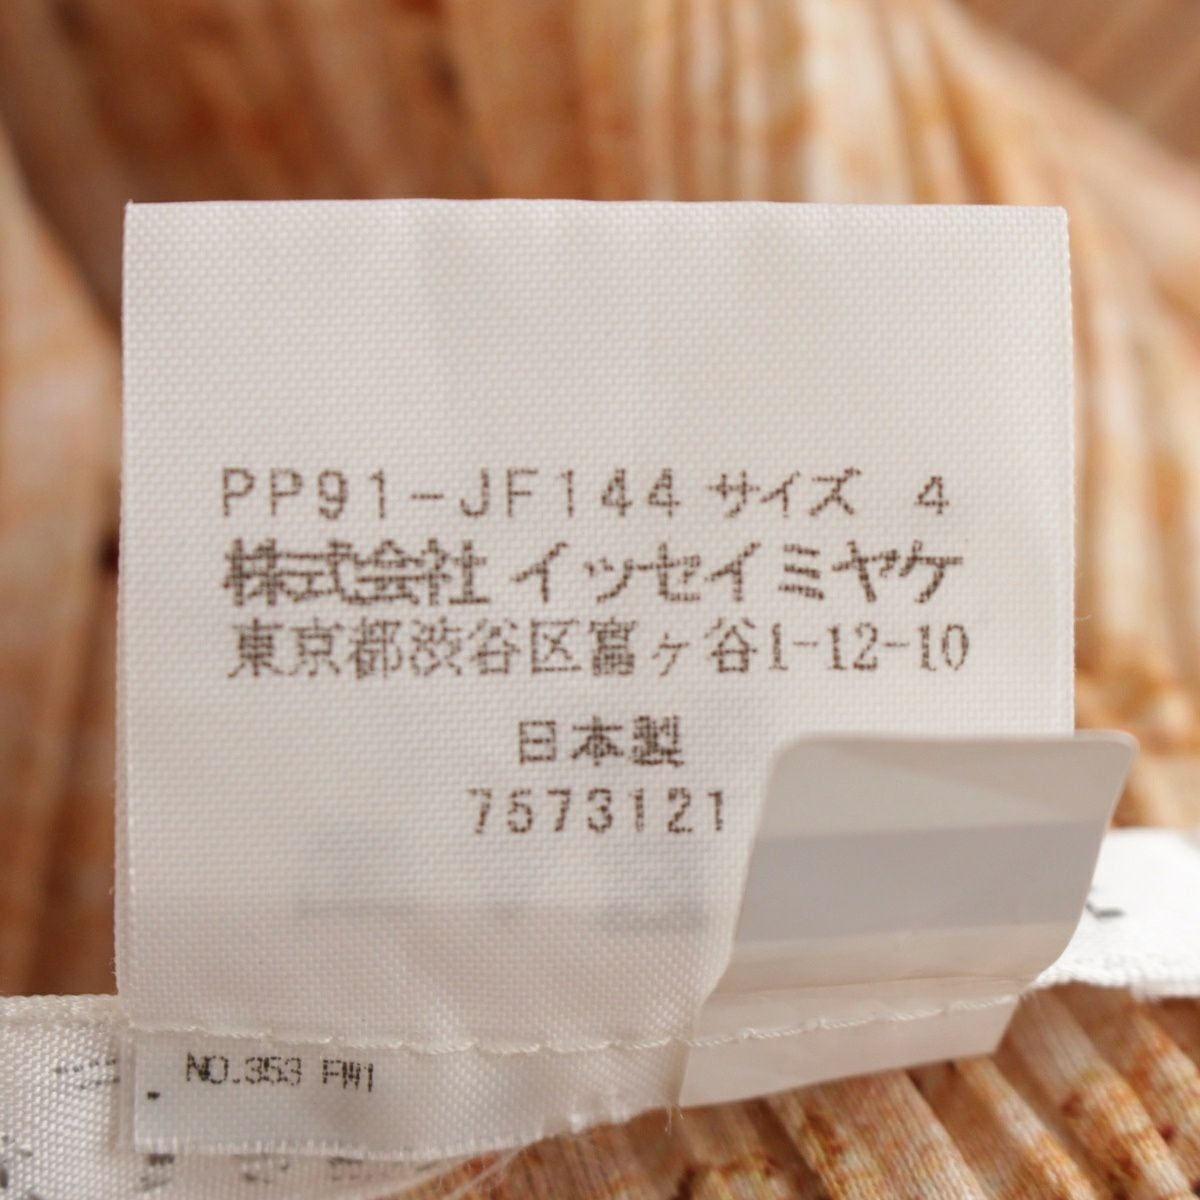 PP91-JF144 サイズ 4
株式会社 イッセイミヤケ
東京都渋谷区富ヶ谷1-12-10
日本製
7573121
NO.353